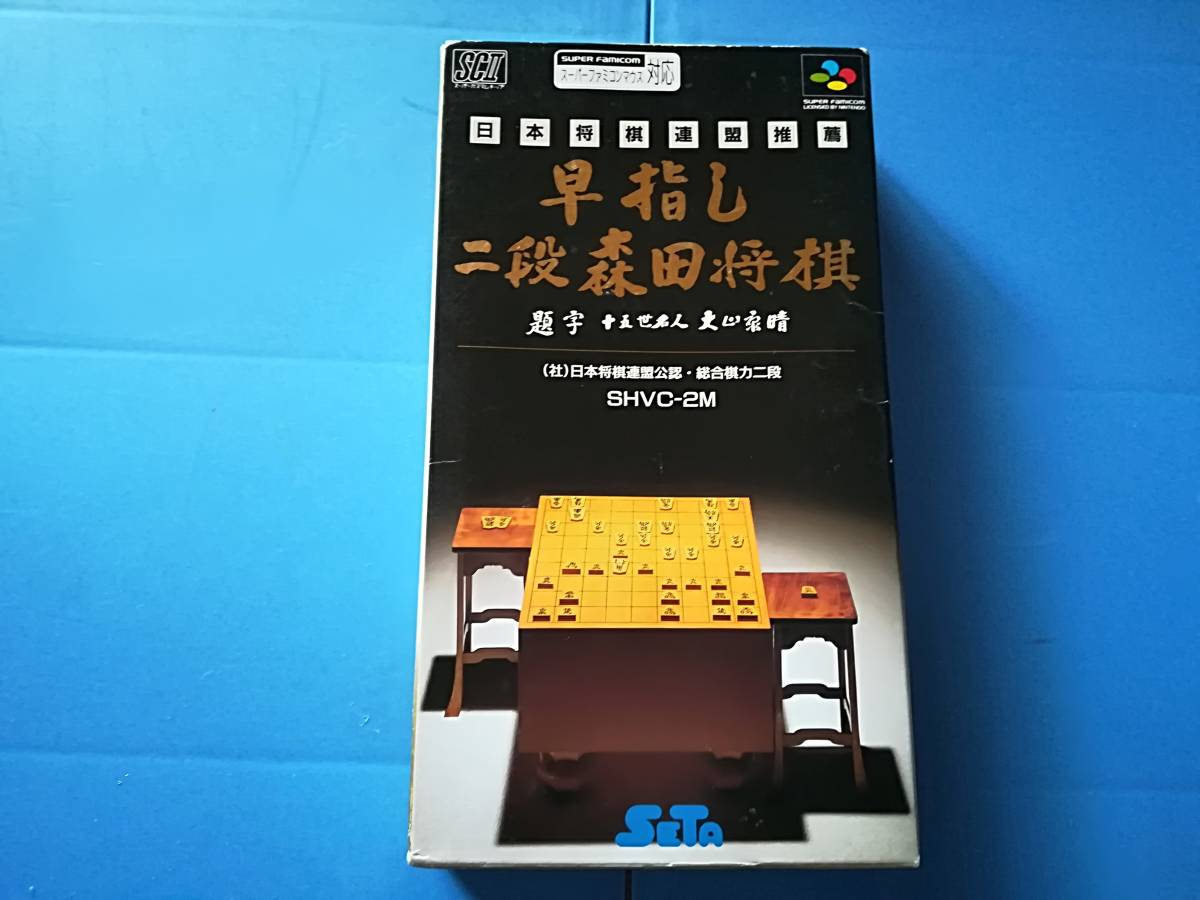 SCII
SUPER FAMICOM
スーパーファミコンマウス 対応
SUPER FAMICOM
LICENSED BY NINTENDO
日本将棋連盟推薦
早指し
二段森田将棋
題字 十五世名人 大山康晴
(社)日本将棋連盟公認・総合棋力二段
SHVC-2M
SETA